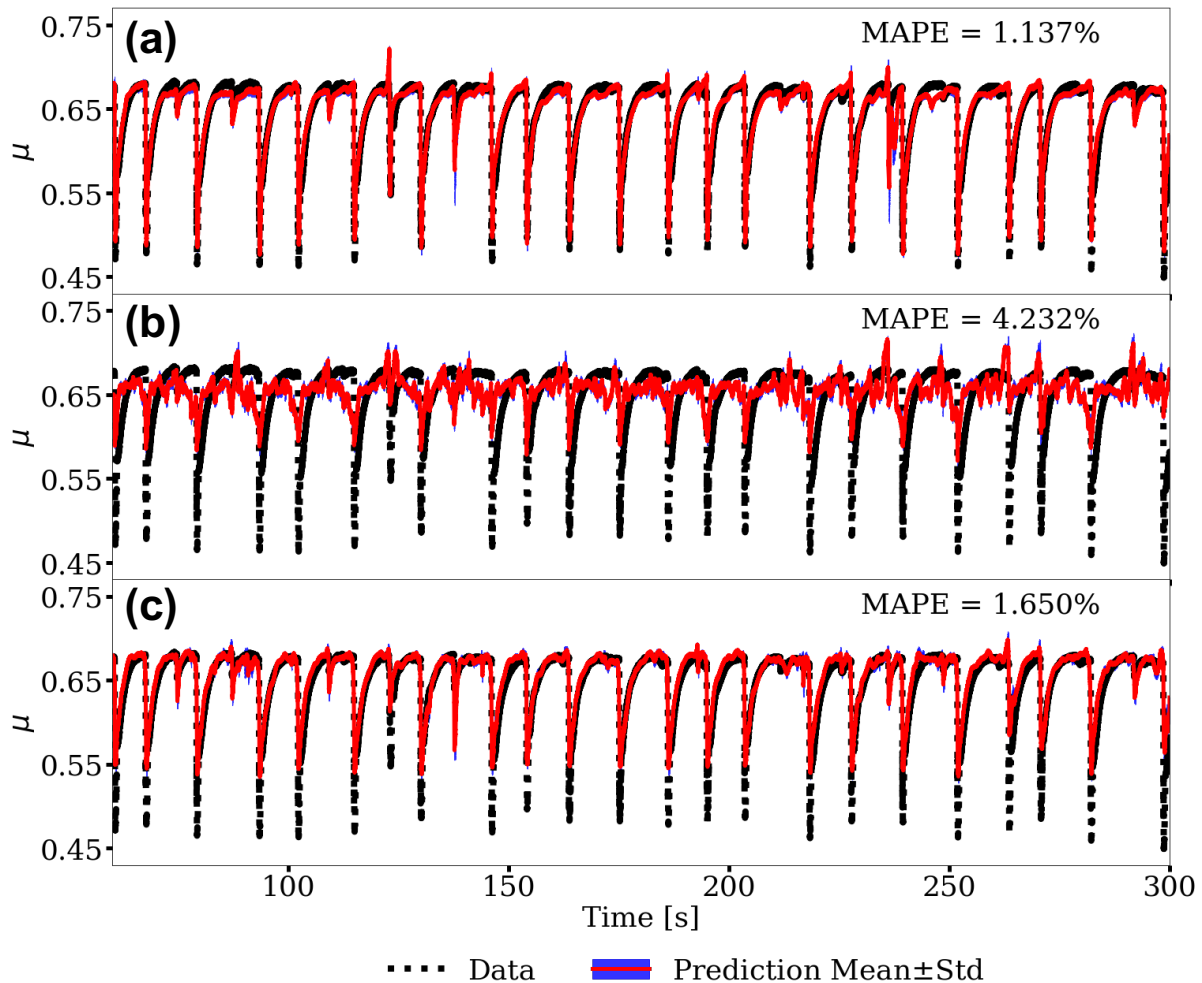 0.75
(a)
MAPE = 1.137%
0.65
μ
0.55
0.45
0.75
(b)
MAPE = 4.232%
0.65
μ
0.55
0.45
0.75
(c)
MAPE = 1.650%
0.65
μ
0.55
0.45
100 150 200 250 300
Time [s]
Data Prediction Mean±Std